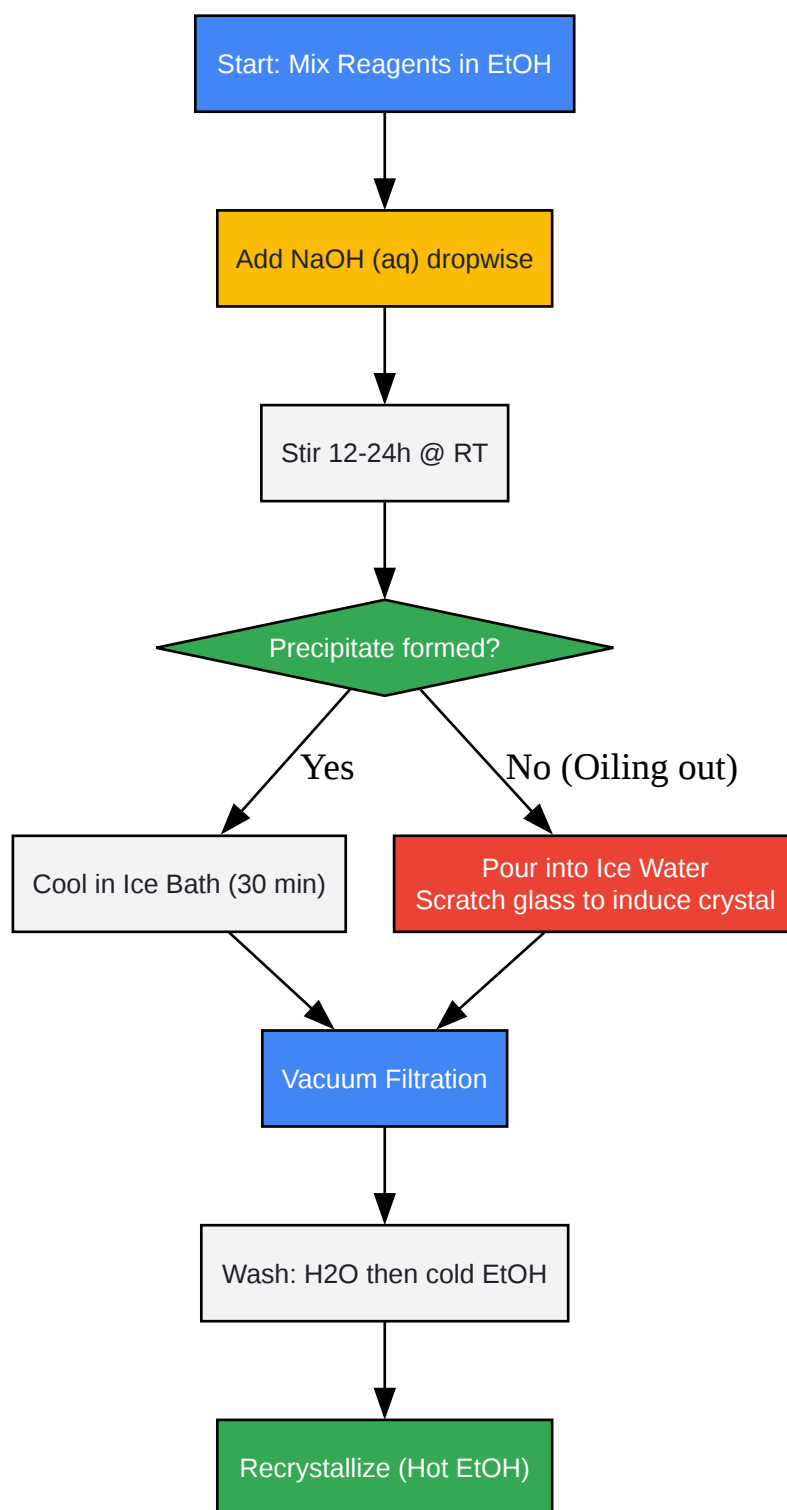 Start: Mix Reagents in EtOH
Add NaOH (aq) dropwise
Stir 12-24h @ RT
Precipitate formed?
Yes
No (Oiling out)
Cool in Ice Bath (30 min)
Pour into Ice Water
Scratch glass to induce crystal
Vacuum Filtration
Wash: H2O then cold EtOH
Recrystallize (Hot EtOH)